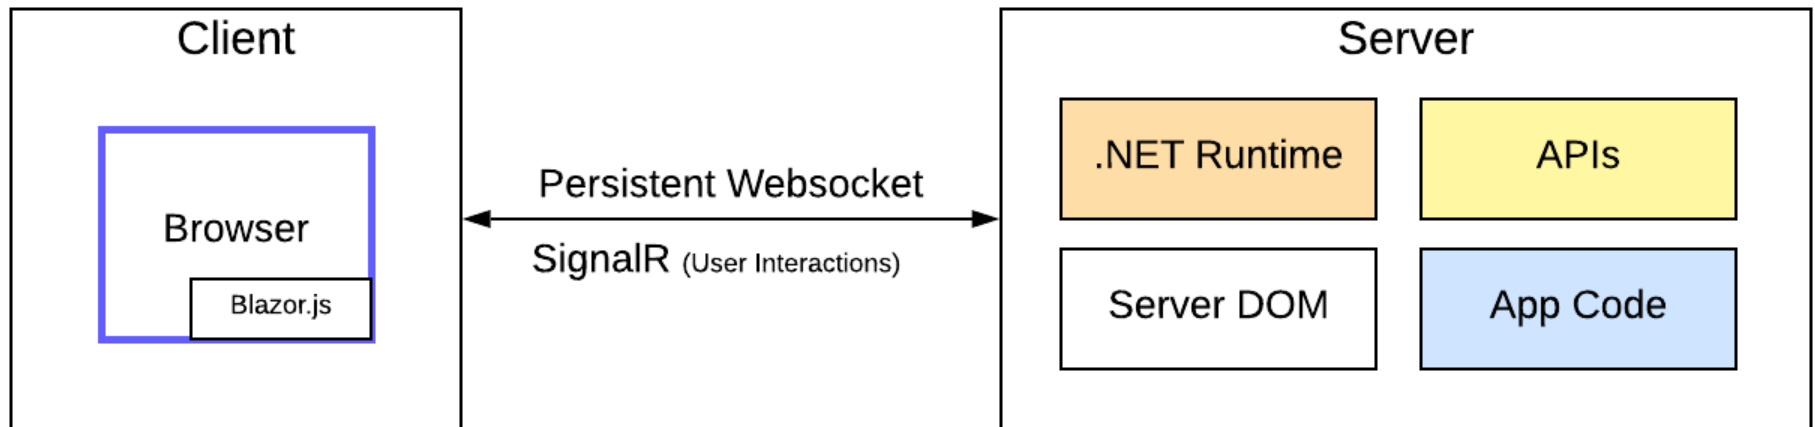 Client
Browser
Blazor.js
Persistent Websocket
SignalR (User Interactions)
Server
.NET Runtime
APIs
Server DOM
App Code